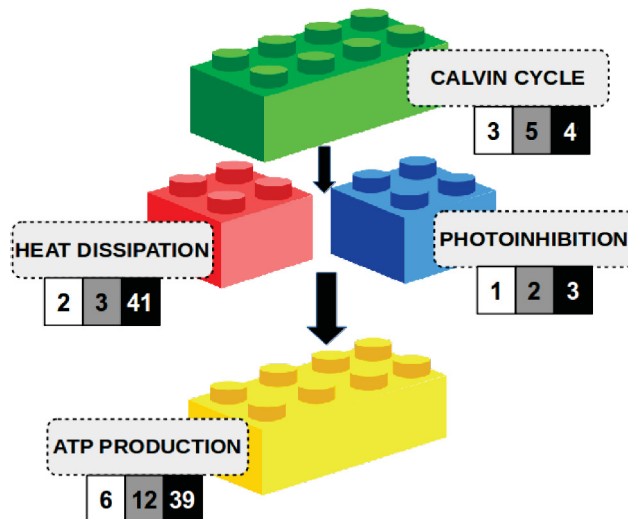 CALVIN CYCLE
3 5 4
HEAT DISSIPATION
2 3 41
PHOTOINHIBITION
1 2 3
ATP PRODUCTION
6 12 39